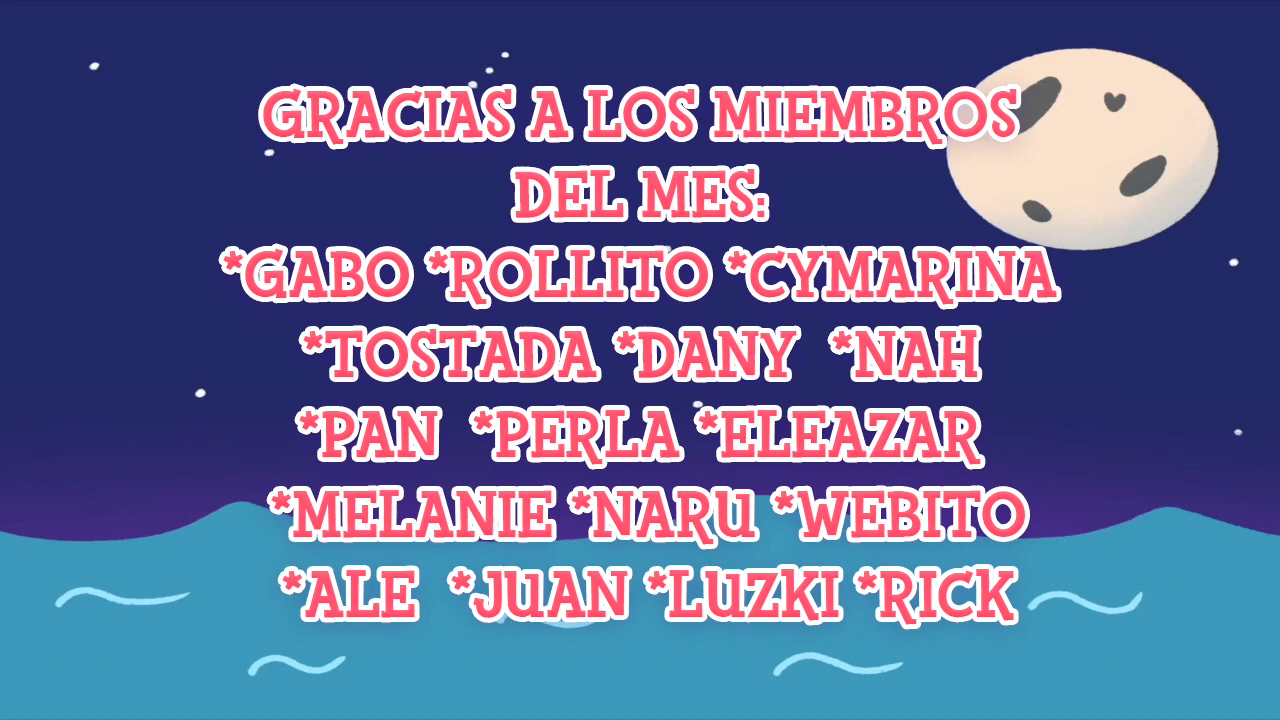 GRACIAS A LOS MIEMBROS
DEL MES:
*GABO *ROLLITO *CYMARINA
*TOSTADA *DANY *NAH
*PAN *PERLA *ELEAZAR
*MELANIE *NARU *WEBITO
*ALE *JUAN *LUZKI *RICK